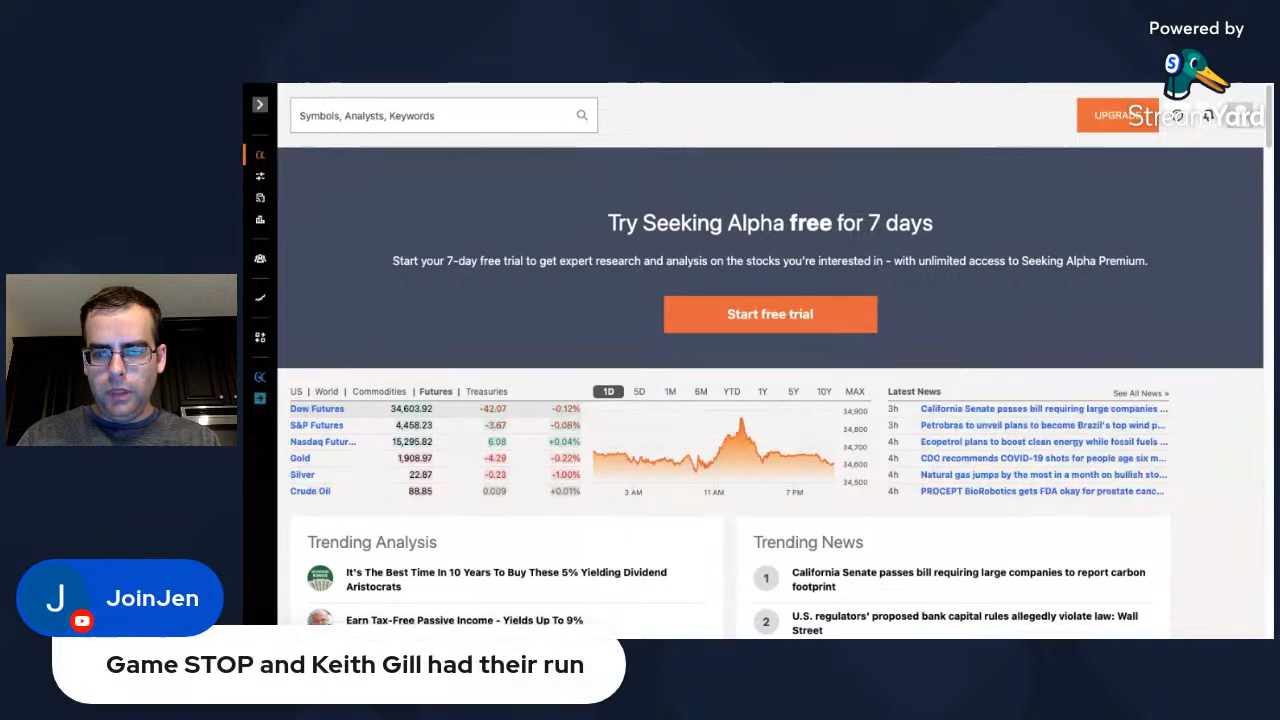 Powered by
StreamYard
Symbols, Analysts, Keywords
UPGRADE
Try Seeking Alpha free for 7 days
Start your 7-day free trial to get expert research and analysis on the stocks you're interested in - with unlimited access to Seeking Alpha Premium.
Start free trial
US | World | Commodities | Futures | Treasuries
Dow Futures 34,603.92 -42.07 -0.12%
S&P Futures 4,458.23 -3.67 -0.08%
Nasdaq Futur... 15,295.82 6.08 +0.04%
Gold 1,908.97 -4.29 -0.22%
Silver 22.87 -0.23 -1.00%
Crude Oil 88.85 0.009 +0.01%
1D 5D 1M 6M YTD 1Y 5Y 10Y MAX
34,900
34,800
34,700
34,600
34,500
3 AM 11 AM 7 PM
Latest News See All News »
3h California Senate passes bill requiring large companies ...
3h Petrobras to unveil plans to become Brazil's top wind p...
4h Ecopetrol plans to boost clean energy while fossil fuels ...
4h CDC recommends COVID-19 shots for people age six m...
4h Natural gas jumps by the most in a month on bullish sto...
4h PROCEPT BioRobotics gets FDA okay for prostate canc...
Trending Analysis
It's The Best Time In 10 Years To Buy These 5% Yielding Dividend
Aristocrats
Earn Tax-Free Passive Income - Yields Up To 9%
Trending News
1 California Senate passes bill requiring large companies to report carbon
footprint
2 U.S. regulators' proposed bank capital rules allegedly violate law: Wall
Street
J JoinJen
Game STOP and Keith Gill had their run